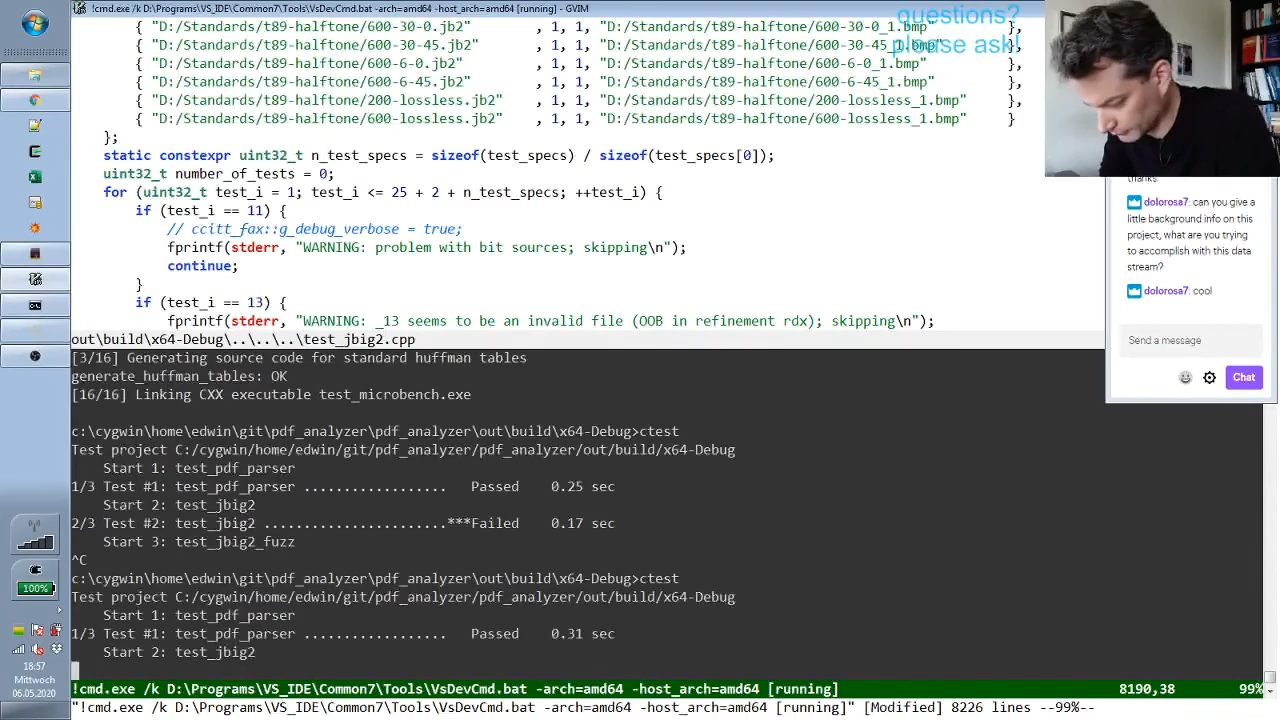 !cmd.exe /k D:\Programs\VS_IDE\Common7\Tools\VsDevCmd.bat -arch=amd64 -host_arch=amd64 [running] - GVIM
questions?
please ask!
{ "D:/Standards/t89-halftone/600-30-0.jb2" , 1, 1, "D:/Standards/t89-halftone/600-30-0_1.bmp" },
{ "D:/Standards/t89-halftone/600-30-45.jb2" , 1, 1, "D:/Standards/t89-halftone/600-30-45_1.bmp" },
{ "D:/Standards/t89-halftone/600-6-0.jb2" , 1, 1, "D:/Standards/t89-halftone/600-6-0_1.bmp" },
{ "D:/Standards/t89-halftone/600-6-45.jb2" , 1, 1, "D:/Standards/t89-halftone/600-6-45_1.bmp" },
{ "D:/Standards/t89-halftone/200-lossless.jb2" , 1, 1, "D:/Standards/t89-halftone/200-lossless_1.bmp" },
{ "D:/Standards/t89-halftone/600-lossless.jb2" , 1, 1, "D:/Standards/t89-halftone/600-lossless_1.bmp" }
};
static constexpr uint32_t n_test_specs = sizeof(test_specs) / sizeof(test_specs[0]);
uint32_t number_of_tests = 0;
for (uint32_t test_i = 1; test_i <= 25 + 2 + n_test_specs; ++test_i) {
if (test_i == 11) {
// ccitt_fax::g_debug_verbose = true;
fprintf(stderr, "WARNING: problem with bit sources; skipping\n");
continue;
}
if (test_i == 13) {
fprintf(stderr, "WARNING: _13 seems to be an invalid file (OOB in refinement rdx); skipping\n");
out\build\x64-Debug\..\..\..\test_jbig2.cpp
[3/16] Generating source code for standard huffman tables
generate_huffman_tables: OK
[16/16] Linking CXX executable test_microbench.exe
c:\cygwin\home\edwin\git\pdf_analyzer\pdf_analyzer\out\build\x64-Debug>ctest
Test project C:/cygwin/home/edwin/git/pdf_analyzer/pdf_analyzer/out/build/x64-Debug
Start 1: test_pdf_parser
1/3 Test #1: test_pdf_parser .................. Passed 0.25 sec
Start 2: test_jbig2
2/3 Test #2: test_jbig2 .......................***Failed 0.17 sec
Start 3: test_jbig2_fuzz
^C
c:\cygwin\home\edwin\git\pdf_analyzer\pdf_analyzer\out\build\x64-Debug>ctest
Test project C:/cygwin/home/edwin/git/pdf_analyzer/pdf_analyzer/out/build/x64-Debug
Start 1: test_pdf_parser
1/3 Test #1: test_pdf_parser .................. Passed 0.31 sec
Start 2: test_jbig2
!cmd.exe /k D:\Programs\VS_IDE\Common7\Tools\VsDevCmd.bat -arch=amd64 -host_arch=amd64 [running] 8190,38 99%
"!cmd.exe /k D:\Programs\VS_IDE\Common7\Tools\VsDevCmd.bat -arch=amd64 -host_arch=amd64 [running]" [Modified] 8226 lines --99%--
thanks
dolorosa7: can you give a
little background info on this
project, what are you trying
to accomplish with this data
stream?
dolorosa7: cool
Send a message
Chat
100%
18:57
Mittwoch
06.05.2020